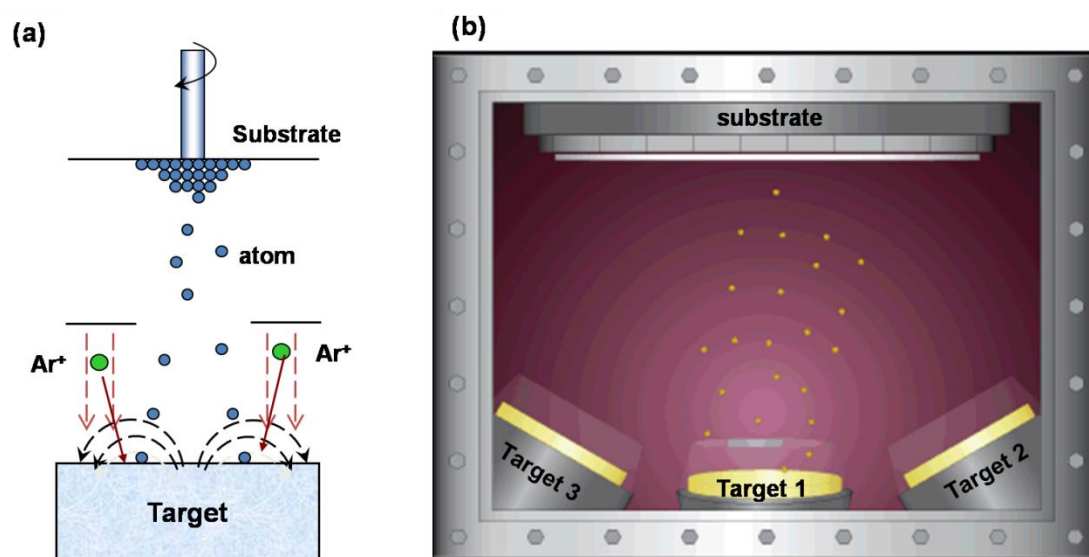 (a)
Substrate
atom
Ar⁺
Ar⁺
Target
(b)
substrate
Target 3
Target 1
Target 2